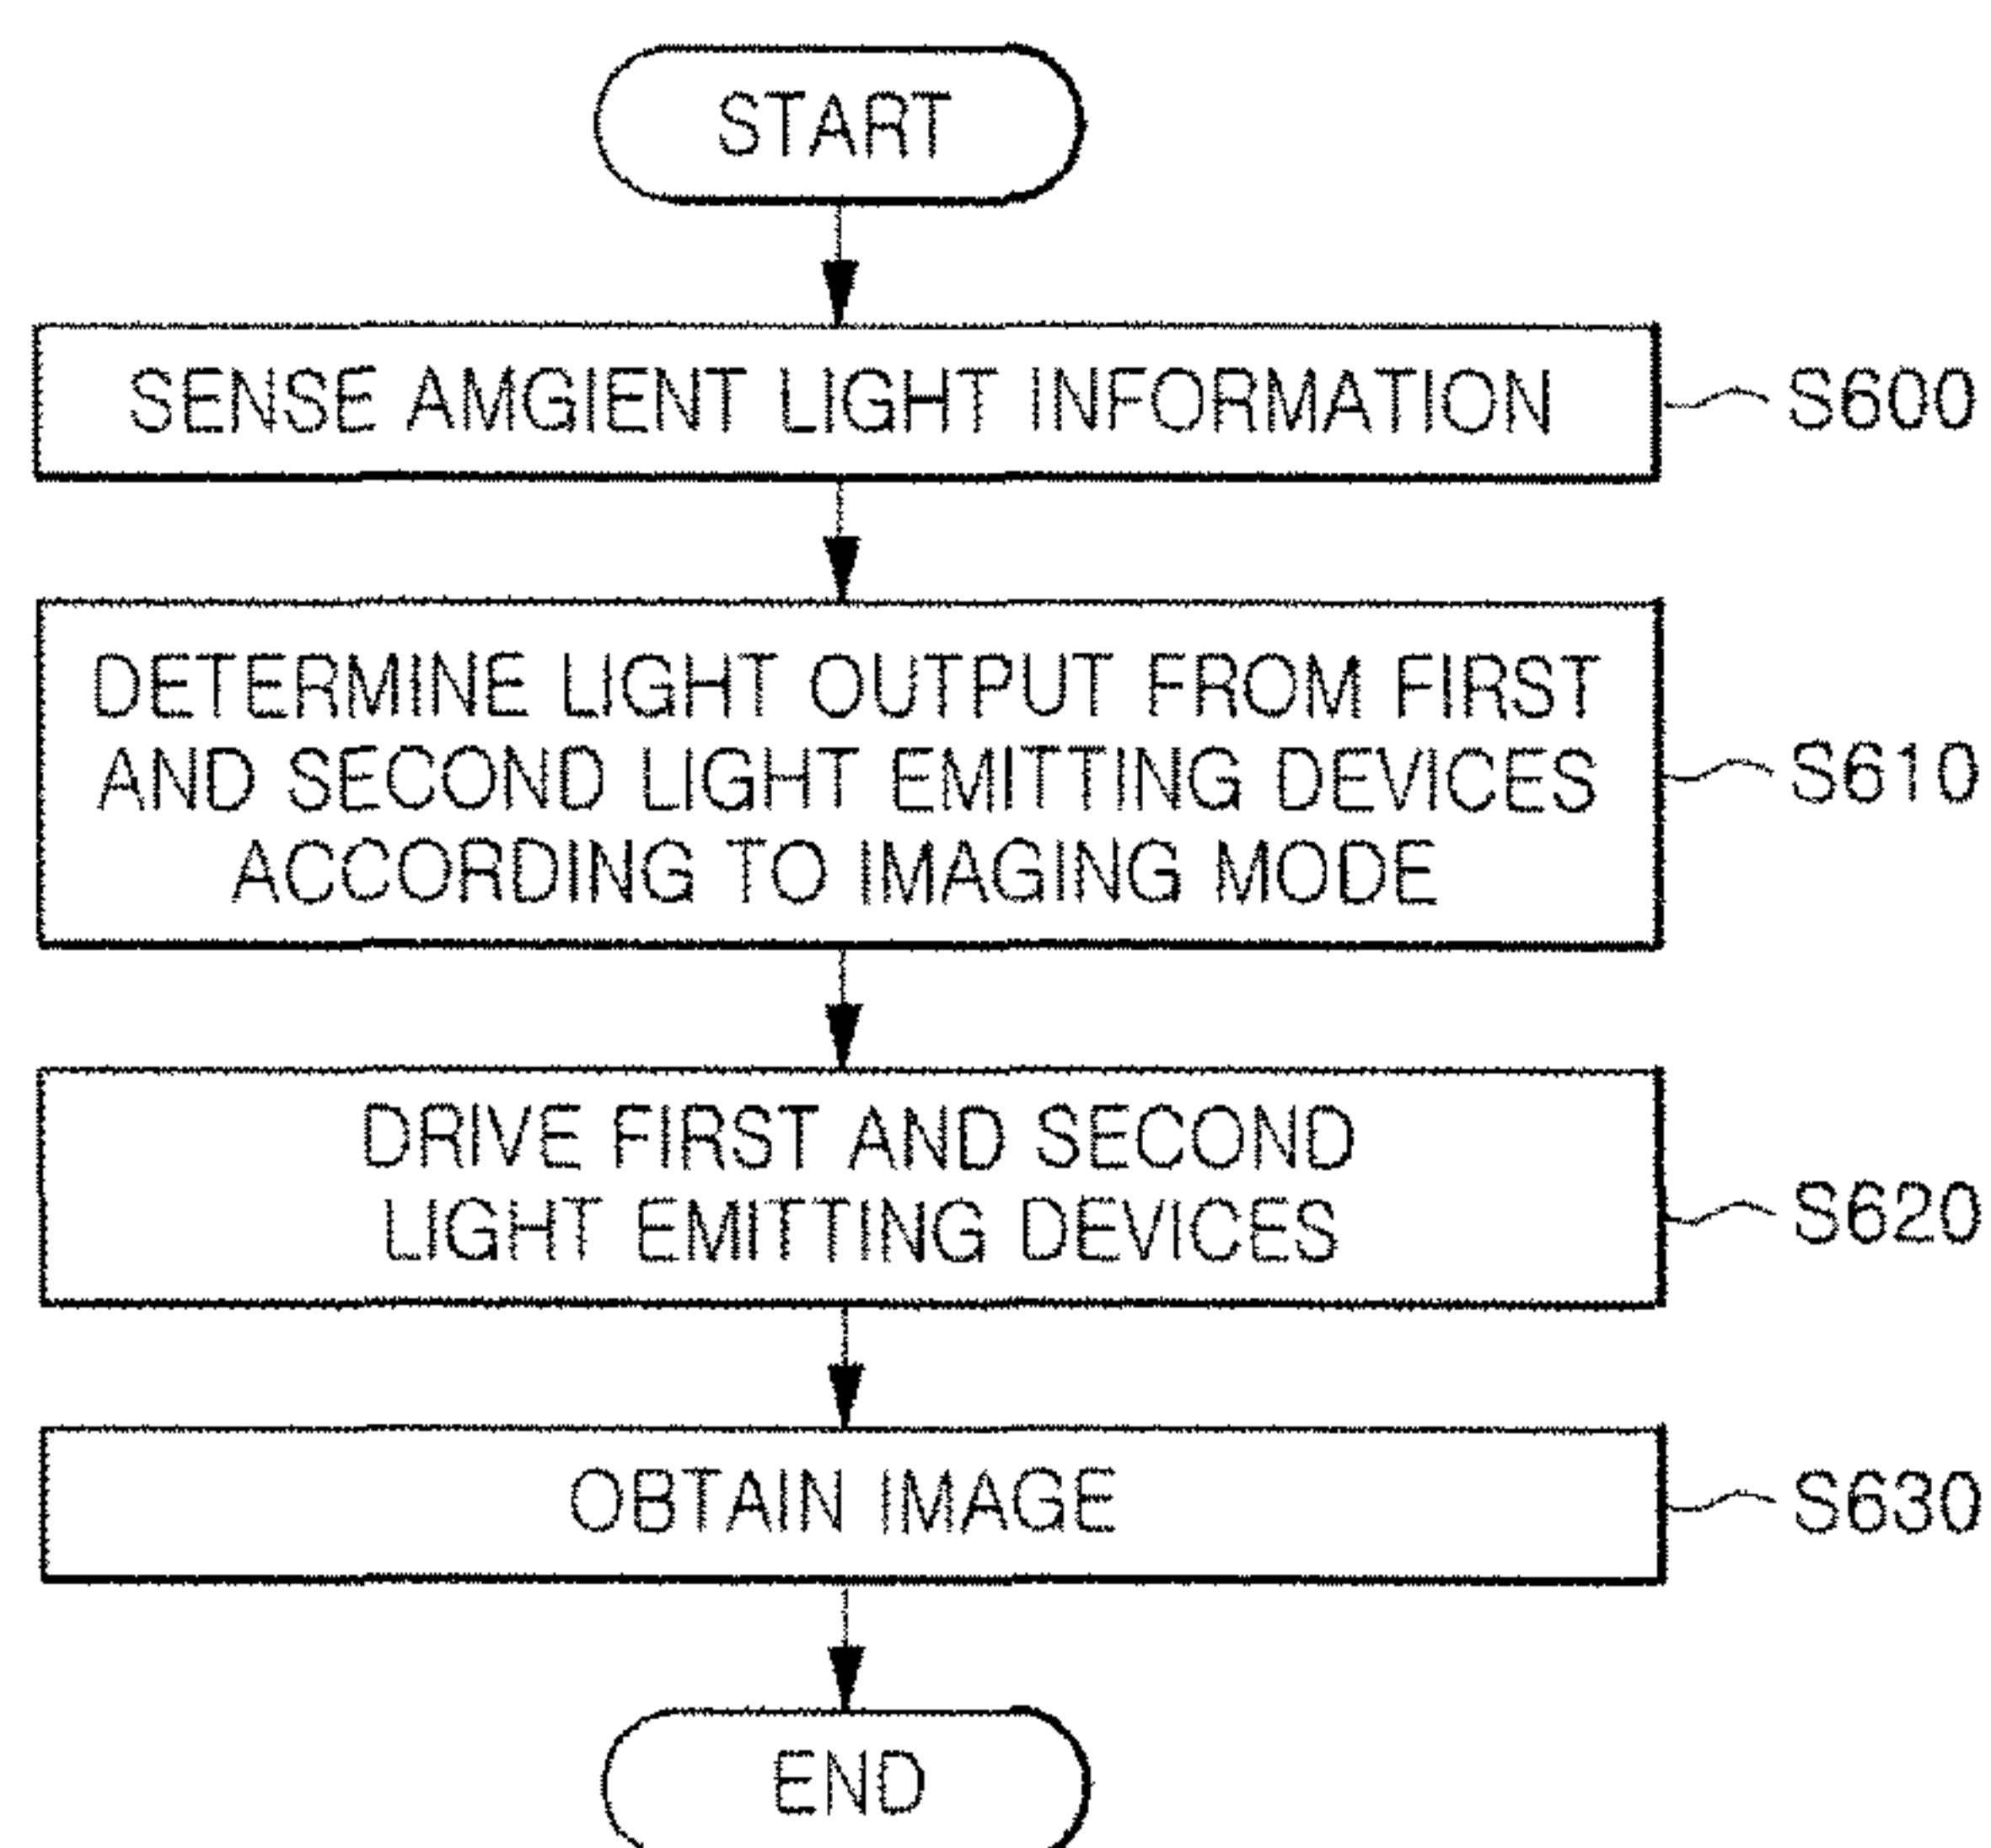 START
SENSE AMGIENT LIGHT INFORMATION S600
DETERMINE LIGHT OUTPUT FROM FIRST
AND SECOND LIGHT EMITTING DEVICES S610
ACCORDING TO IMAGING MODE
DRIVE FIRST AND SECOND
LIGHT EMITTING DEVICES S620
OBTAIN IMAGE S630
END